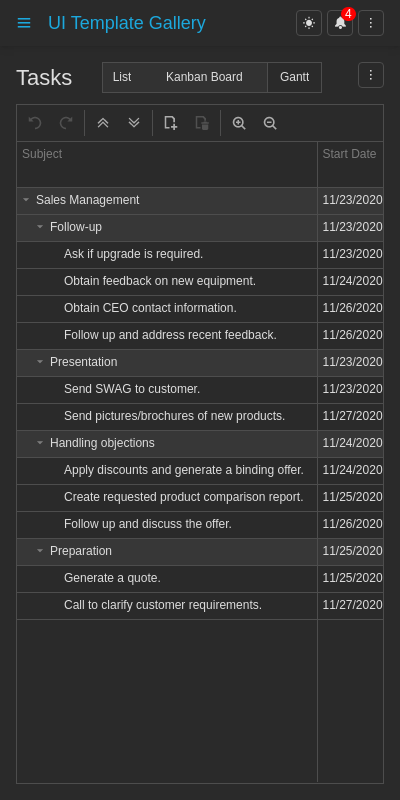 UI Template Gallery
4
Tasks
List Kanban Board Gantt
Subject Start Date
Sales Management 11/23/2020
Follow-up 11/23/2020
Ask if upgrade is required. 11/23/2020
Obtain feedback on new equipment. 11/24/2020
Obtain CEO contact information. 11/26/2020
Follow up and address recent feedback. 11/26/2020
Presentation 11/23/2020
Send SWAG to customer. 11/23/2020
Send pictures/brochures of new products. 11/27/2020
Handling objections 11/24/2020
Apply discounts and generate a binding offer. 11/24/2020
Create requested product comparison report. 11/25/2020
Follow up and discuss the offer. 11/26/2020
Preparation 11/25/2020
Generate a quote. 11/25/2020
Call to clarify customer requirements. 11/27/2020